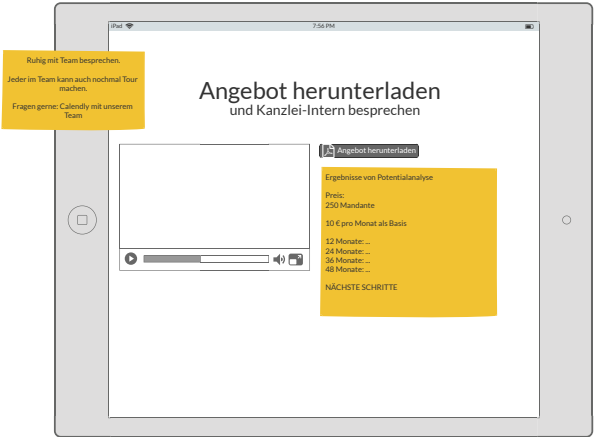 iPad
7:56 PM
Ruhig mit Team besprechen.
Jeder im Team kann auch nochmal Tour
machen.
Fragen gerne: Calendly mit unserem
Team
Angebot herunterladen
und Kanzlei-Intern besprechen
Angebot herunterladen
Ergebnisse von Potentialanalyse
Preis:
250 Mandante
10 € pro Monat als Basis
12 Monate: ...
24 Monate: ...
36 Monate: ...
48 Monate: ...
NÄCHSTE SCHRITTE